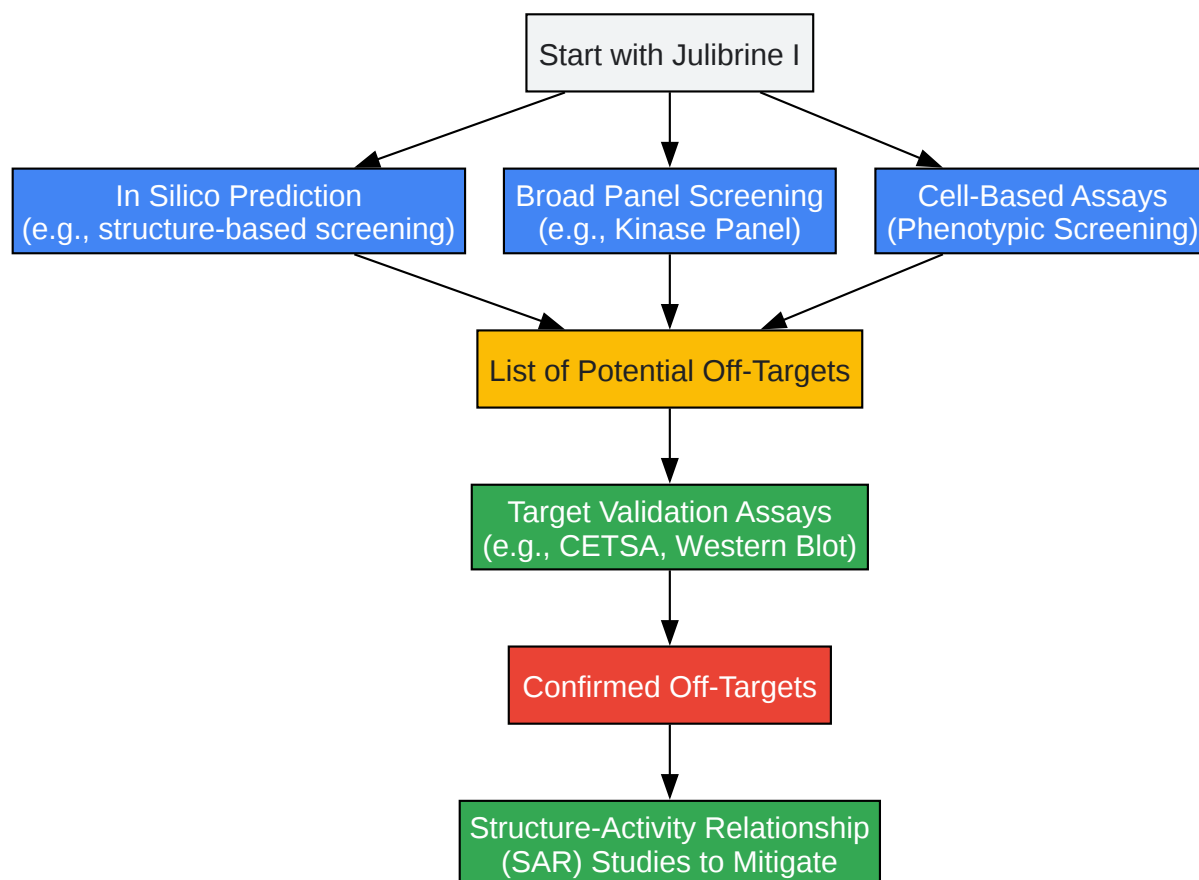 Start with Julibrine I
In Silico Prediction
(e.g., structure-based screening)
Broad Panel Screening
(e.g., Kinase Panel)
Cell-Based Assays
(Phenotypic Screening)
List of Potential Off-Targets
Target Validation Assays
(e.g., CETSA, Western Blot)
Confirmed Off-Targets
Structure-Activity Relationship
(SAR) Studies to Mitigate